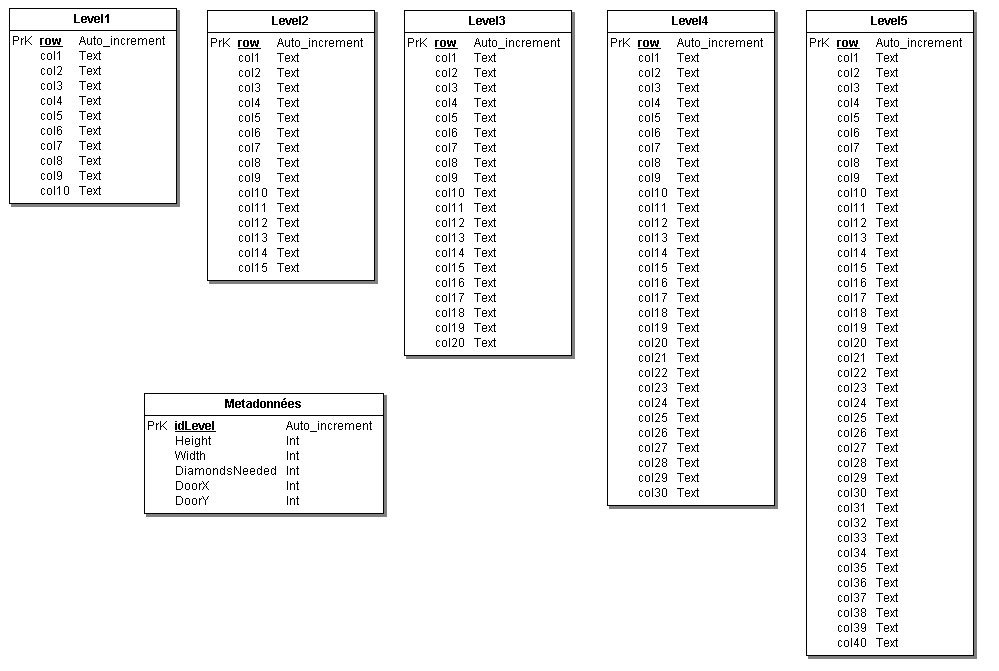 Level1
PrK row Auto_increment
col1 Text
col2 Text
col3 Text
col4 Text
col5 Text
col6 Text
col7 Text
col8 Text
col9 Text
col10 Text
Level2
PrK row Auto_increment
col1 Text
col2 Text
col3 Text
col4 Text
col5 Text
col6 Text
col7 Text
col8 Text
col9 Text
col10 Text
col11 Text
col12 Text
col13 Text
col14 Text
col15 Text
Level3
PrK row Auto_increment
col1 Text
col2 Text
col3 Text
col4 Text
col5 Text
col6 Text
col7 Text
col8 Text
col9 Text
col10 Text
col11 Text
col12 Text
col13 Text
col14 Text
col15 Text
col16 Text
col17 Text
col18 Text
col19 Text
col20 Text
Level4
PrK row Auto_increment
col1 Text
col2 Text
col3 Text
col4 Text
col5 Text
col6 Text
col7 Text
col8 Text
col9 Text
col10 Text
col11 Text
col12 Text
col13 Text
col14 Text
col15 Text
col16 Text
col17 Text
col18 Text
col19 Text
col20 Text
col21 Text
col22 Text
col23 Text
col24 Text
col25 Text
col26 Text
col27 Text
col28 Text
col29 Text
col30 Text
Level5
PrK row Auto_increment
col1 Text
col2 Text
col3 Text
col4 Text
col5 Text
col6 Text
col7 Text
col8 Text
col9 Text
col10 Text
col11 Text
col12 Text
col13 Text
col14 Text
col15 Text
col16 Text
col17 Text
col18 Text
col19 Text
col20 Text
col21 Text
col22 Text
col23 Text
col24 Text
col25 Text
col26 Text
col27 Text
col28 Text
col29 Text
col30 Text
col31 Text
col32 Text
col33 Text
col34 Text
col35 Text
col36 Text
col37 Text
col38 Text
col39 Text
col40 Text
Metadonnées
PrK idLevel Auto_increment
Height Int
Width Int
DiamondsNeeded Int
DoorX Int
DoorY Int